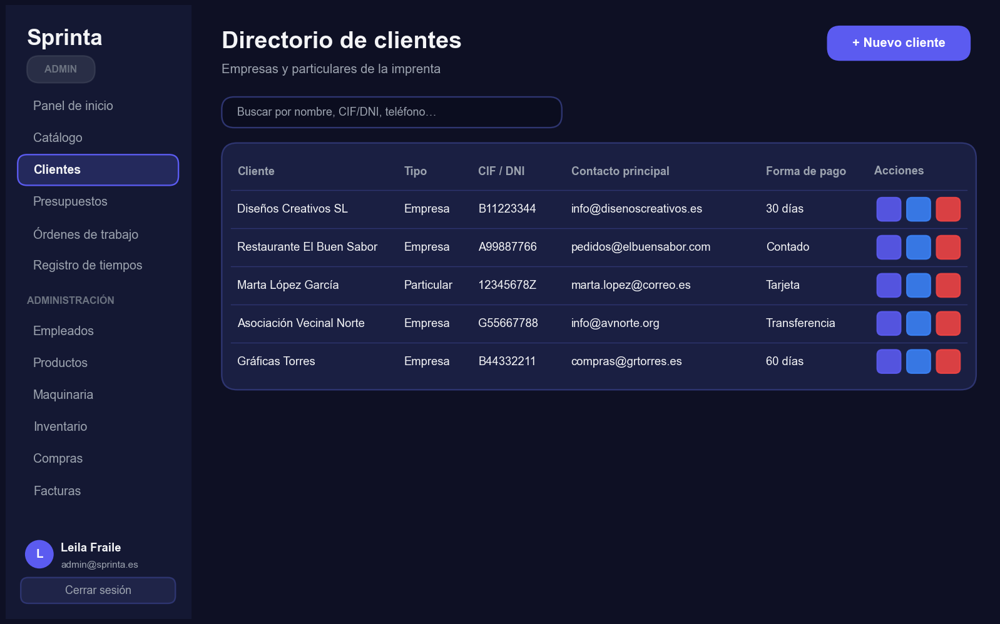 Sprinta
ADMIN
Panel de inicio
Catálogo
Clientes
Presupuestos
Órdenes de trabajo
Registro de tiempos
ADMINISTRACIÓN
Empleados
Productos
Maquinaria
Inventario
Compras
Facturas
L
Leila Fraile
admin@sprinta.es
Cerrar sesión
Directorio de clientes
Empresas y particulares de la imprenta
+ Nuevo cliente
Buscar por nombre, CIF/DNI, teléfono…
Cliente Tipo CIF / DNI Contacto principal Forma de pago Acciones
Diseños Creativos SL Empresa B11223344 info@disenoscreativos.es 30 días
Restaurante El Buen Sabor Empresa A99887766 pedidos@elbuensabor.com Contado
Marta López García Particular 12345678Z marta.lopez@correo.es Tarjeta
Asociación Vecinal Norte Empresa G55667788 info@avnorte.org Transferencia
Gráficas Torres Empresa B44332211 compras@grtorres.es 60 días